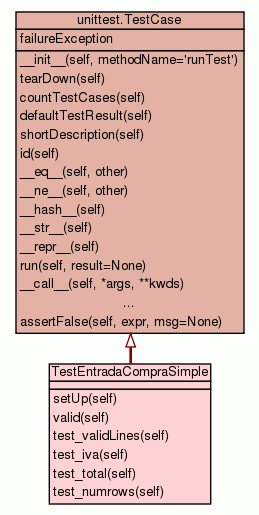 unittest.TestCase
failureException
__init__(self, methodName='runTest')
tearDown(self)
countTestCases(self)
defaultTestResult(self)
shortDescription(self)
id(self)
__eq__(self, other)
__ne__(self, other)
__hash__(self)
__str__(self)
__repr__(self)
run(self, result=None)
__call__(self, *args, **kwds)
...
assertFalse(self, expr, msg=None)
TestEntradaCompraSimple
setUp(self)
valid(self)
test_validLines(self)
test_iva(self)
test_total(self)
test_numrows(self)